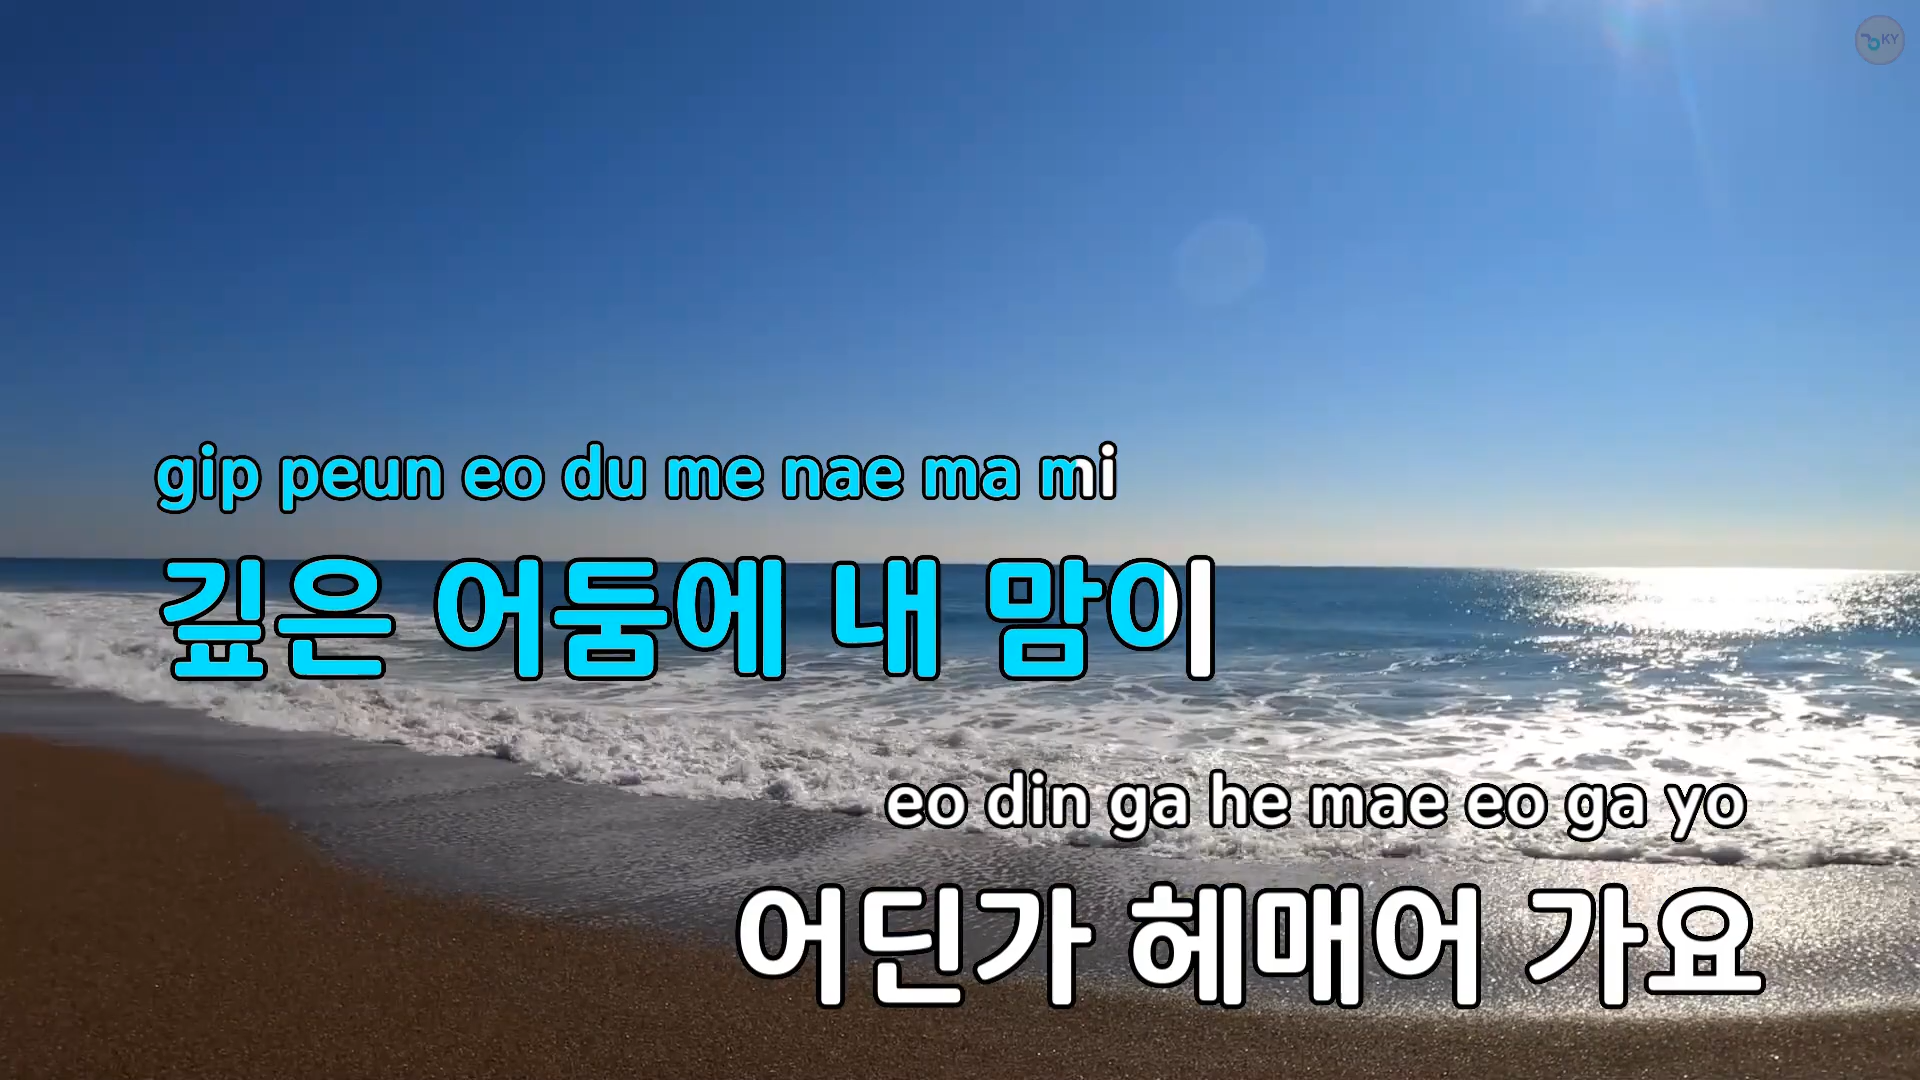 KY
gip peun eo du me nae ma mi
깊은 어둠에 내 맘이
eo din ga he mae eo ga yo
어딘가 헤매어 가요